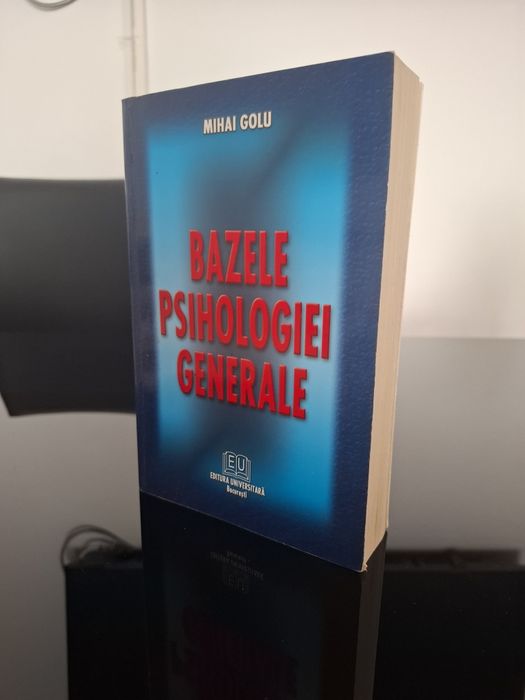 MIHAI GOLU
BAZELE
PSIHOLOGIEI
GENERALE
EU
EDITURA UNIVERSITARĂ
București